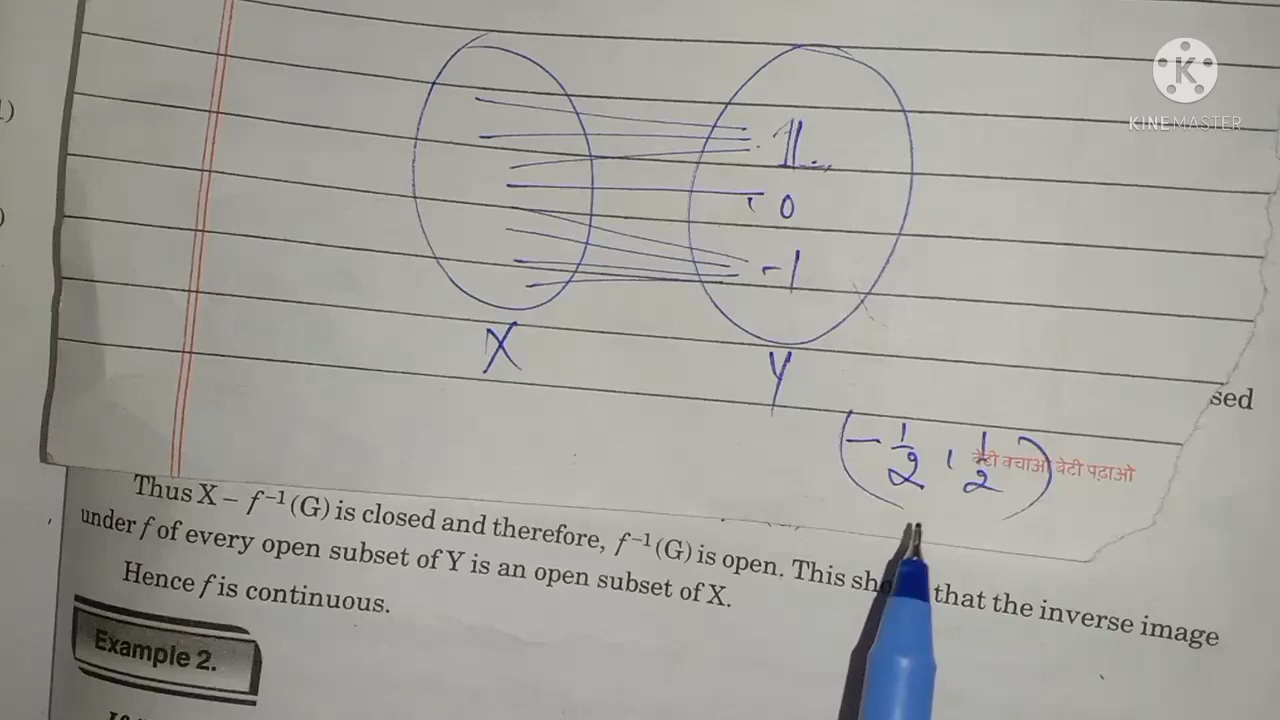 1)
)
K
KINEMASTER
1
0
-1
X
Y
sed
(-1/2, 1/2)
बेटी बचाओ बेटी पढ़ाओ
Thus X – f⁻¹(G) is closed and therefore, f⁻¹(G) is open. This that the inverse image
under f of every open subset of Y is an open subset of X.
Hence f is continuous.
Example 2.